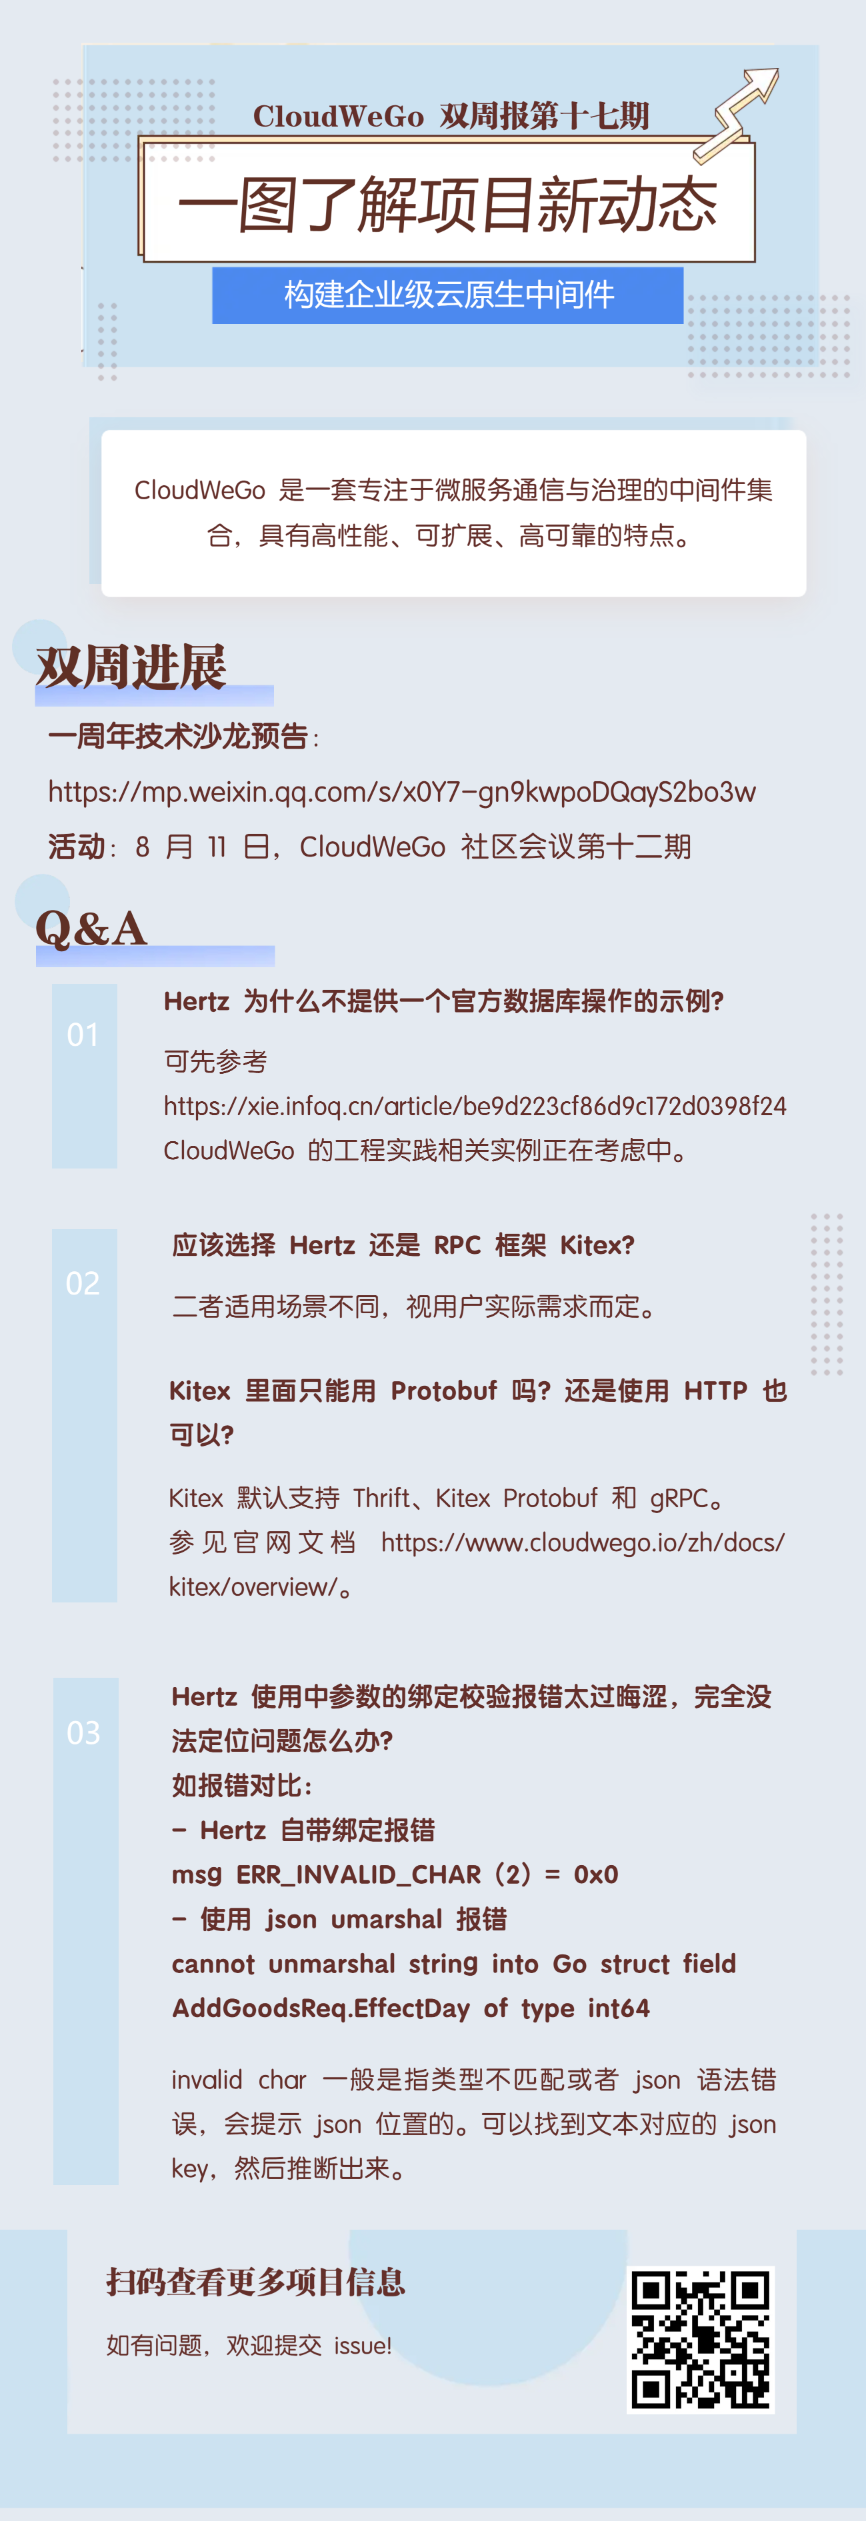 CloudWeGo 双周报第十七期
一图了解项目新动态
构建企业级云原生中间件
CloudWeGo 是一套专注于微服务通信与治理的中间件集
合，具有高性能、可扩展、高可靠的特点。
双周进展
一周年技术沙龙预告：
https://mp.weixin.qq.com/s/x0Y7-gn9kwpoDQayS2bo3w
活动：8 月 11 日，CloudWeGo 社区会议第十二期
Q&A
01
Hertz 为什么不提供一个官方数据库操作的示例?
可先参考
https://xie.infoq.cn/article/be9d223cf86d9c172d0398f24
CloudWeGo 的工程实践相关实例正在考虑中。
02
应该选择 Hertz 还是 RPC 框架 Kitex?
二者适用场景不同，视用户实际需求而定。
Kitex 里面只能用 Protobuf 吗? 还是使用 HTTP 也
可以?
Kitex 默认支持 Thrift、Kitex Protobuf 和 gRPC。
参见官网文档 https://www.cloudwego.io/zh/docs/
kitex/overview/。
03
Hertz 使用中参数的绑定校验报错太过晦涩，完全没
法定位问题怎么办?
如报错对比：
- Hertz 自带绑定报错
msg ERR_INVALID_CHAR（2）= 0x0
- 使用 json umarshal 报错
cannot unmarshal string into Go struct field
AddGoodsReq.EffectDay of type int64
invalid char 一般是指类型不匹配或者 json 语法错
误，会提示 json 位置的。可以找到文本对应的 json
key，然后推断出来。
扫码查看更多项目信息
如有问题，欢迎提交 issue!